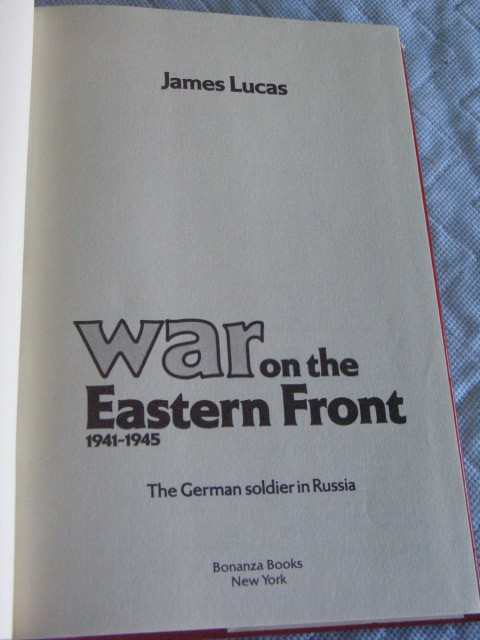 James Lucas
war on the
Eastern Front
1941-1945
The German soldier in Russia
Bonanza Books
New York